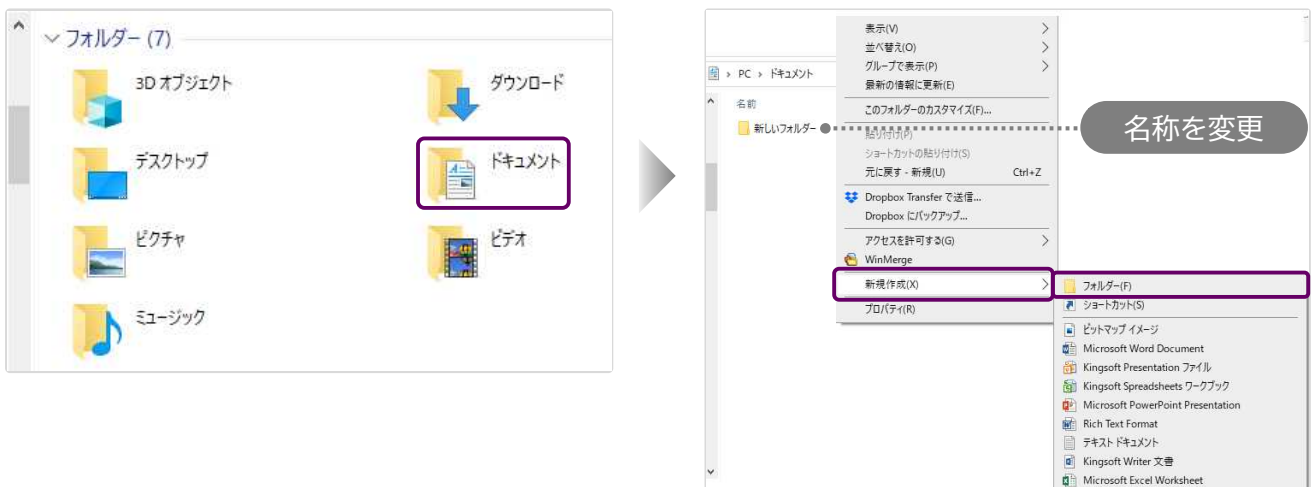 フォルダー (7)
3D オブジェクト
ダウンロード
デスクトップ
ドキュメント
ピクチャ
ビデオ
ミュージック
PC › ドキュメント
名前
新しいフォルダー
名称を変更
表示(V)
並べ替え(O)
グループで表示(P)
最新の情報に更新(E)
このフォルダーのカスタマイズ(F)...
貼り付け(P)
ショートカットの貼り付け(S)
元に戻す - 新規(U) Ctrl+Z
Dropbox Transfer で送信...
Dropbox にバックアップ...
アクセスを許可する(G)
WinMerge
新規作成(X)
プロパティ(R)
フォルダー(F)
ショートカット(S)
ビットマップ イメージ
Microsoft Word Document
Kingsoft Presentation ファイル
Kingsoft Spreadsheets ワークブック
Microsoft PowerPoint Presentation
Rich Text Format
テキスト ドキュメント
Kingsoft Writer 文書
Microsoft Excel Worksheet